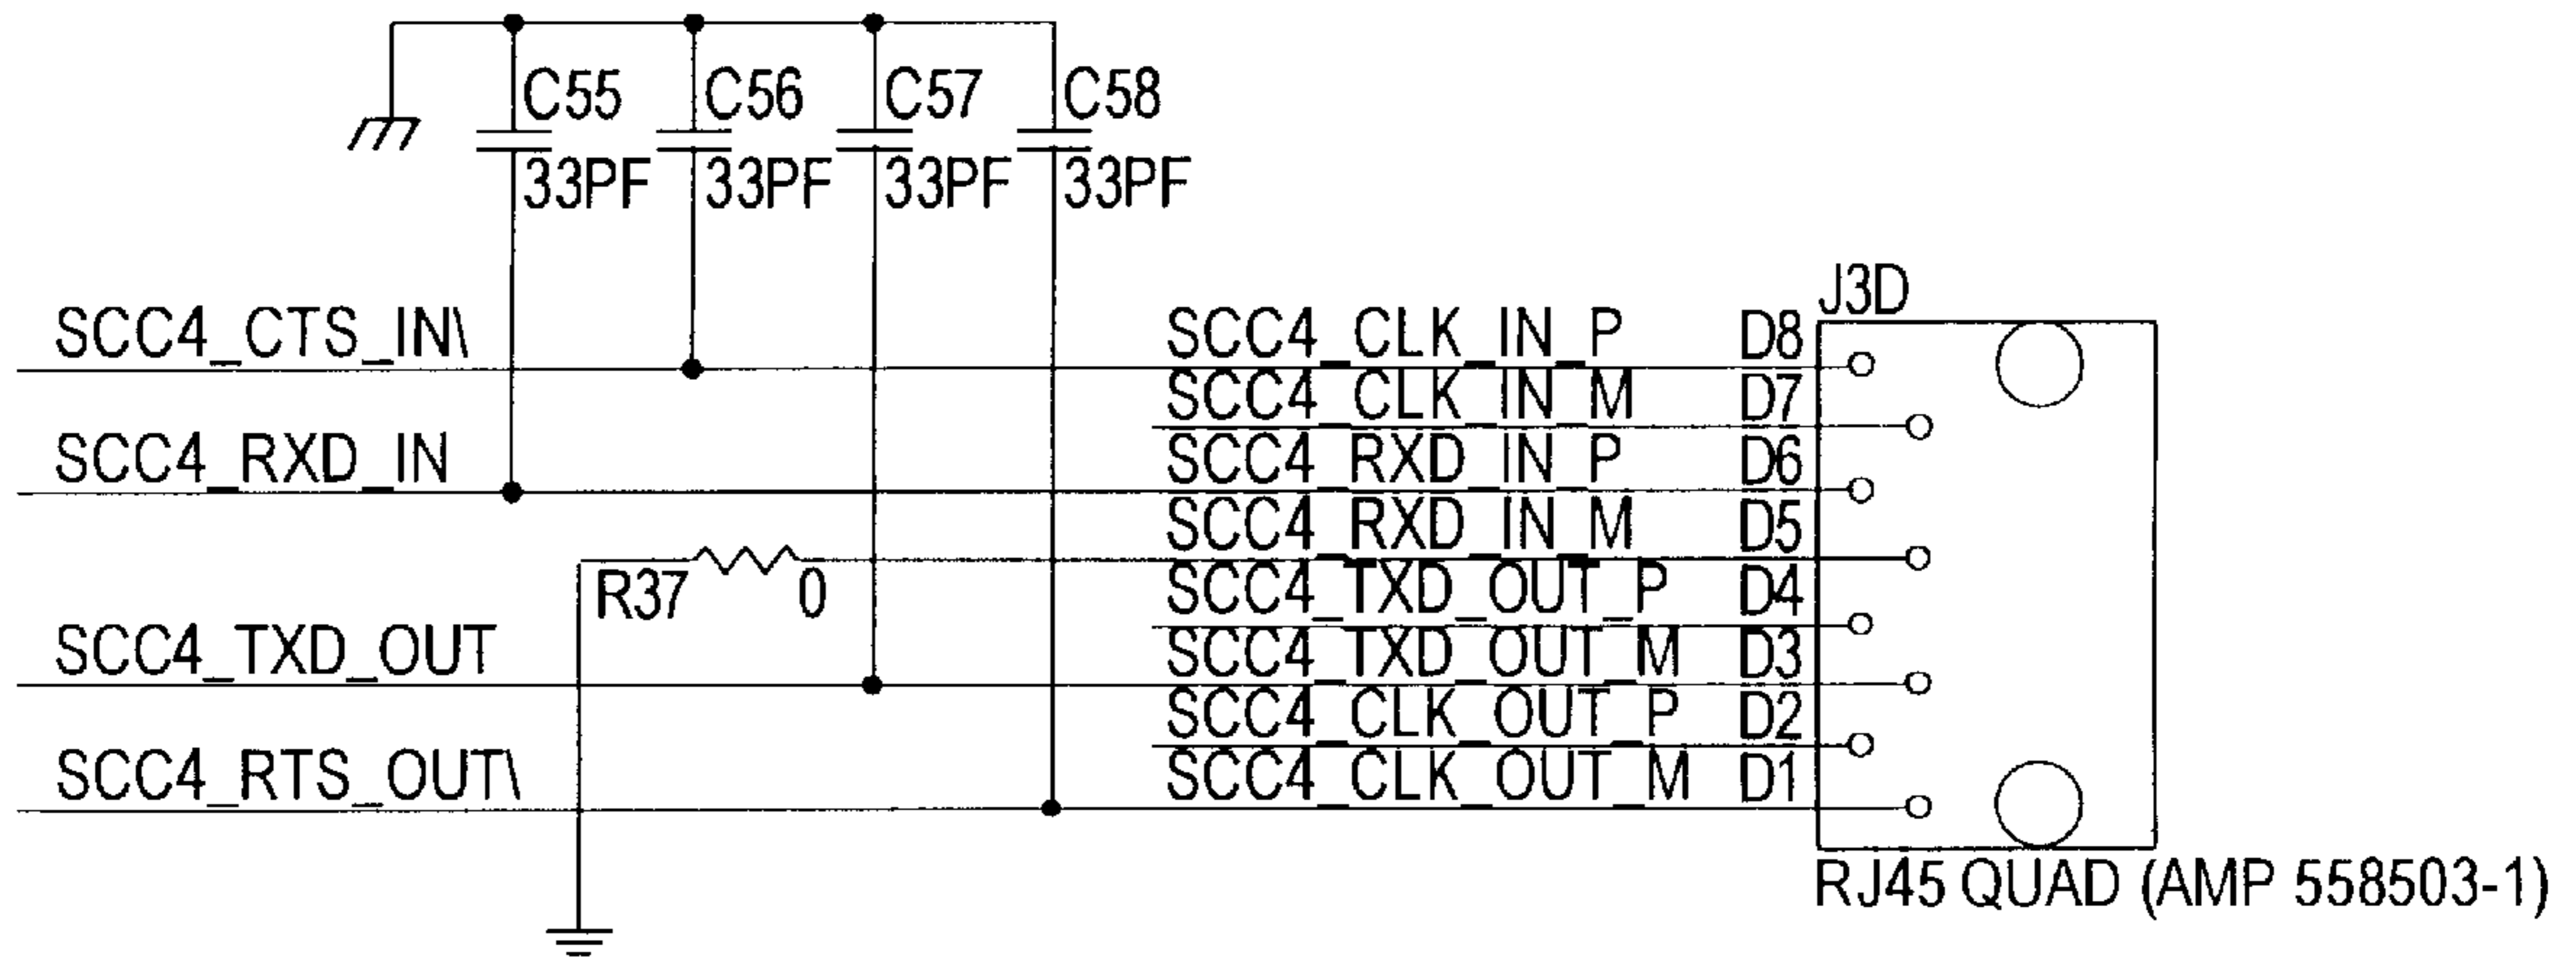 C55 C56 C57 C58
33PF 33PF 33PF 33PF
J3D
SCC4_CTS_IN\ SCC4_CLK_IN_P D8
SCC4_CLK_IN_M D7
SCC4_RXD_IN SCC4_RXD_IN_P D6
SCC4_RXD_IN_M D5
R37 0 SCC4_TXD_OUT_P D4
SCC4_TXD_OUT SCC4_TXD_OUT_M D3
SCC4_CLK_OUT_P D2
SCC4_RTS_OUT\ SCC4_CLK_OUT_M D1
RJ45 QUAD (AMP 558503-1)